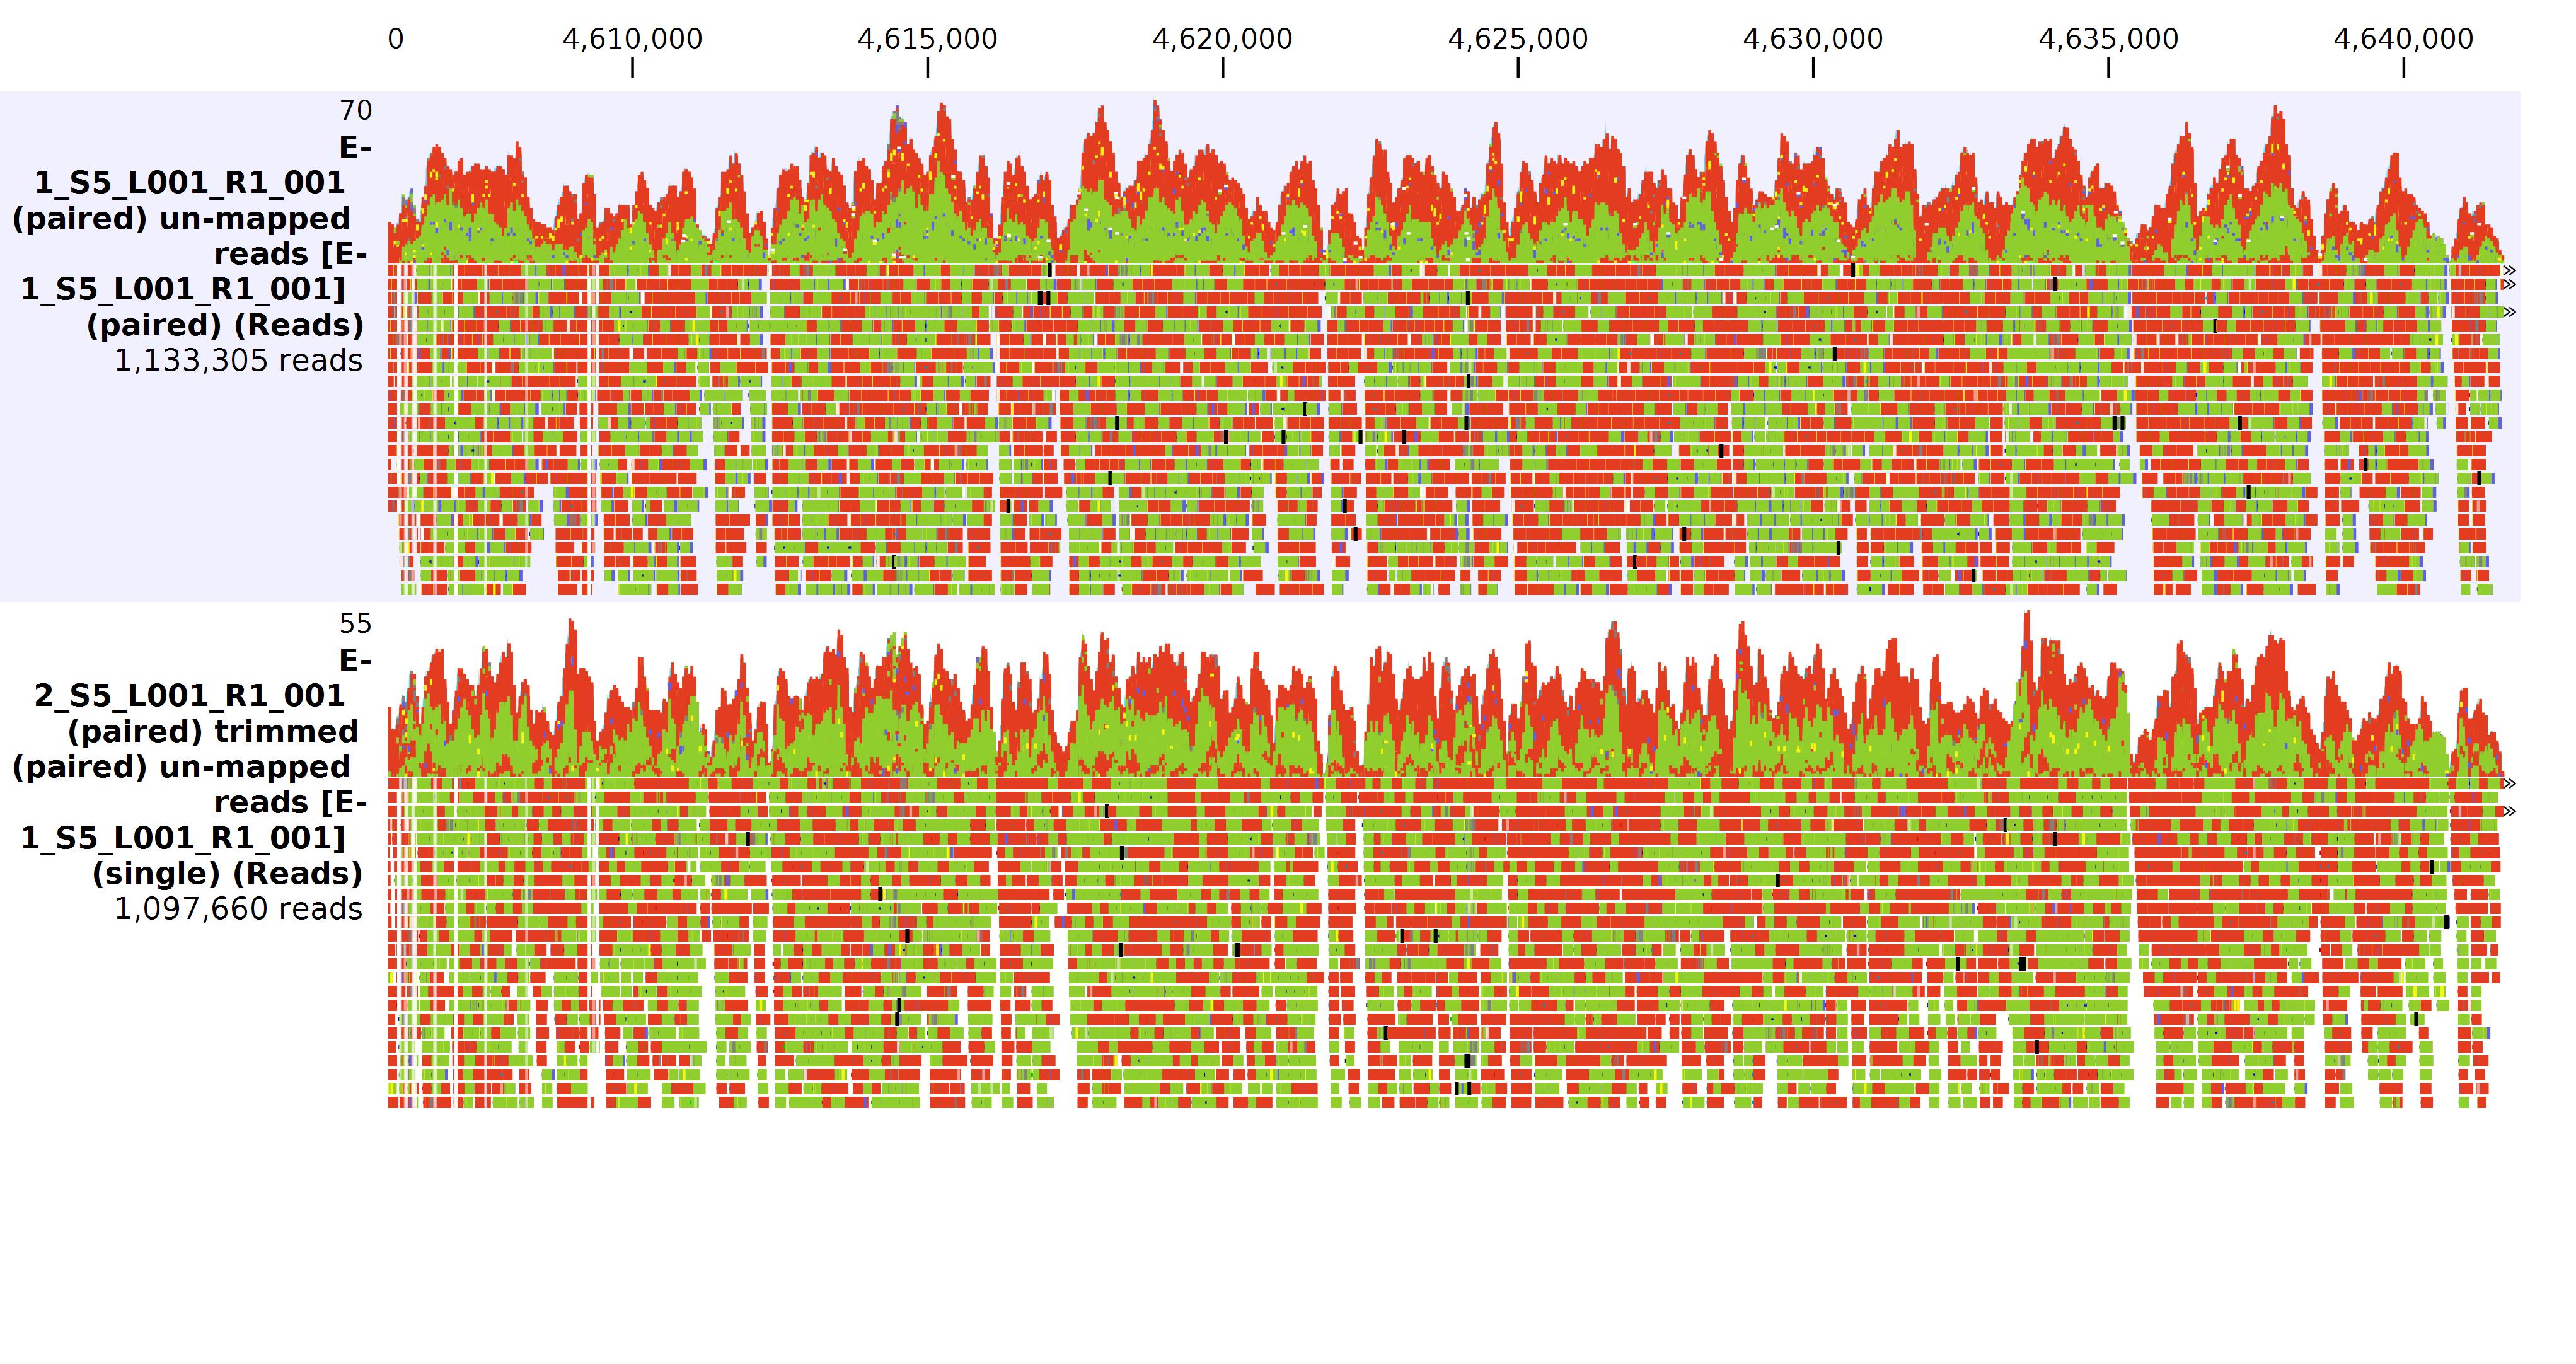 0 4,610,000 4,615,000 4,620,000 4,625,000 4,630,000 4,635,000 4,640,000
70
E-
1_S5_L001_R1_001
(paired) un-mapped
reads [E-
1_S5_L001_R1_001]
(paired) (Reads)
1,133,305 reads
55
E-
2_S5_L001_R1_001
(paired) trimmed
(paired) un-mapped
reads [E-
1_S5_L001_R1_001]
(single) (Reads)
1,097,660 reads